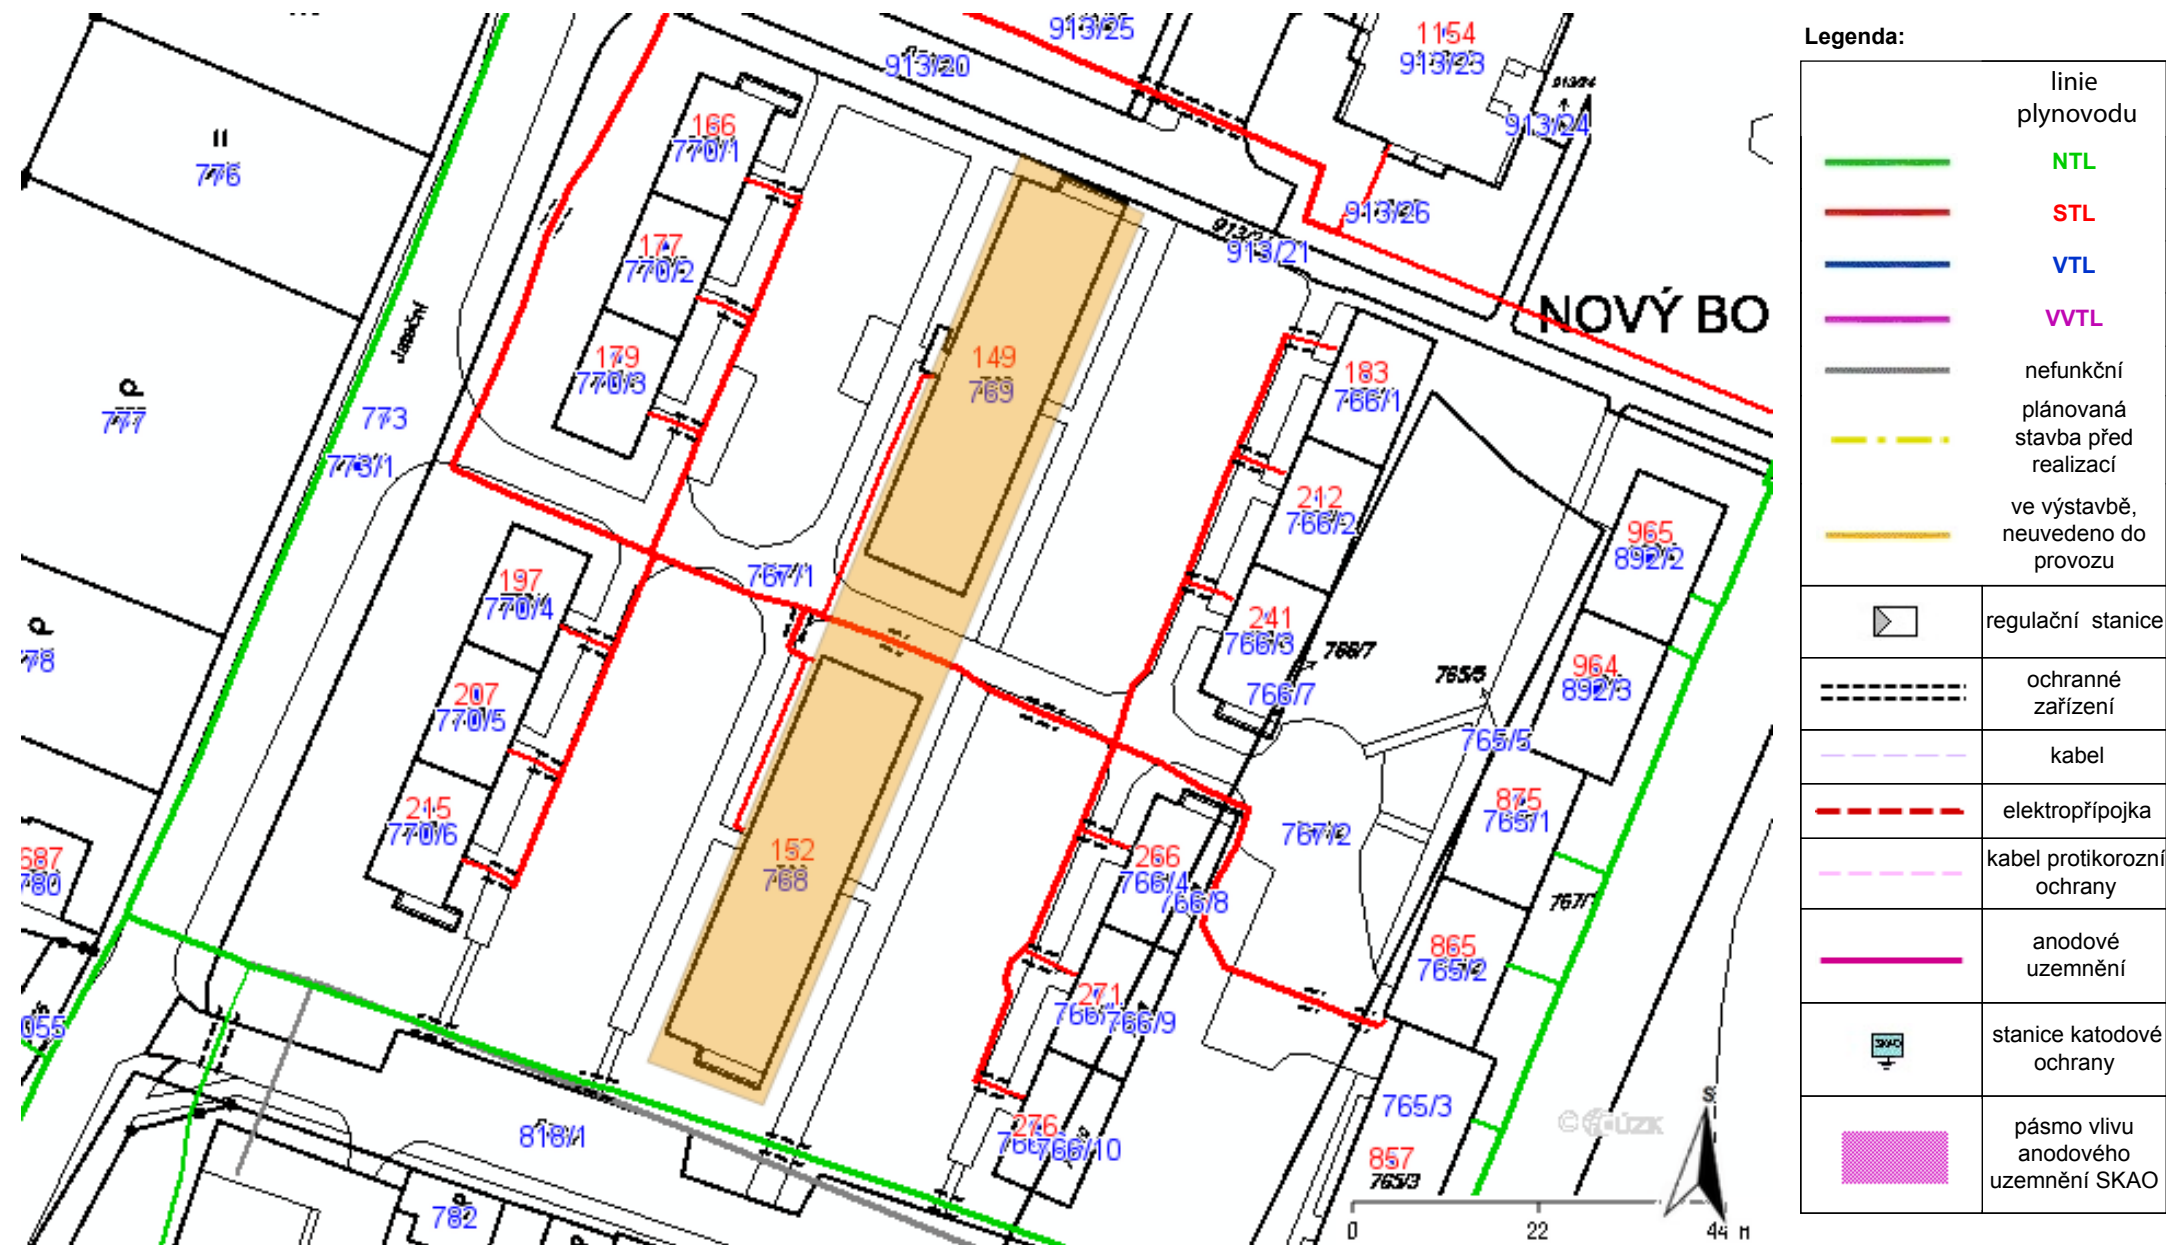 913/25
1154
913/23
913/20
913/24
913/24
166
770/1
776
177
770/2
913/26
913/21
NOVÝ BO
179
770/3
149
769
183
766/1
777
773
773/1
212
766/2
965
892/2
197
770/4
767/1
241
766/3
766/7
766/7
964
892/3
765/5
765/5
207
770/5
875
765/1
215
770/6
152
768
767/2
687
780
266
766/4
766/8
865
765/2
271
766/9
055
276
766/10
765/3
818/1
857
765/3
782
©ČÚZK
S
0
22
44 M
Legenda:
linie
plynovodu
NTL
STL
VTL
VVTL
nefunkční
plánovaná
stavba před
realizací
ve výstavbě,
neuvedeno do
provozu
regulační stanice
ochranné
zařízení
kabel
elektropřípojka
kabel protikorozní
ochrany
anodové
uzemnění
SKAO
stanice katodové
ochrany
pásmo vlivu
anodového
uzemnění SKAO